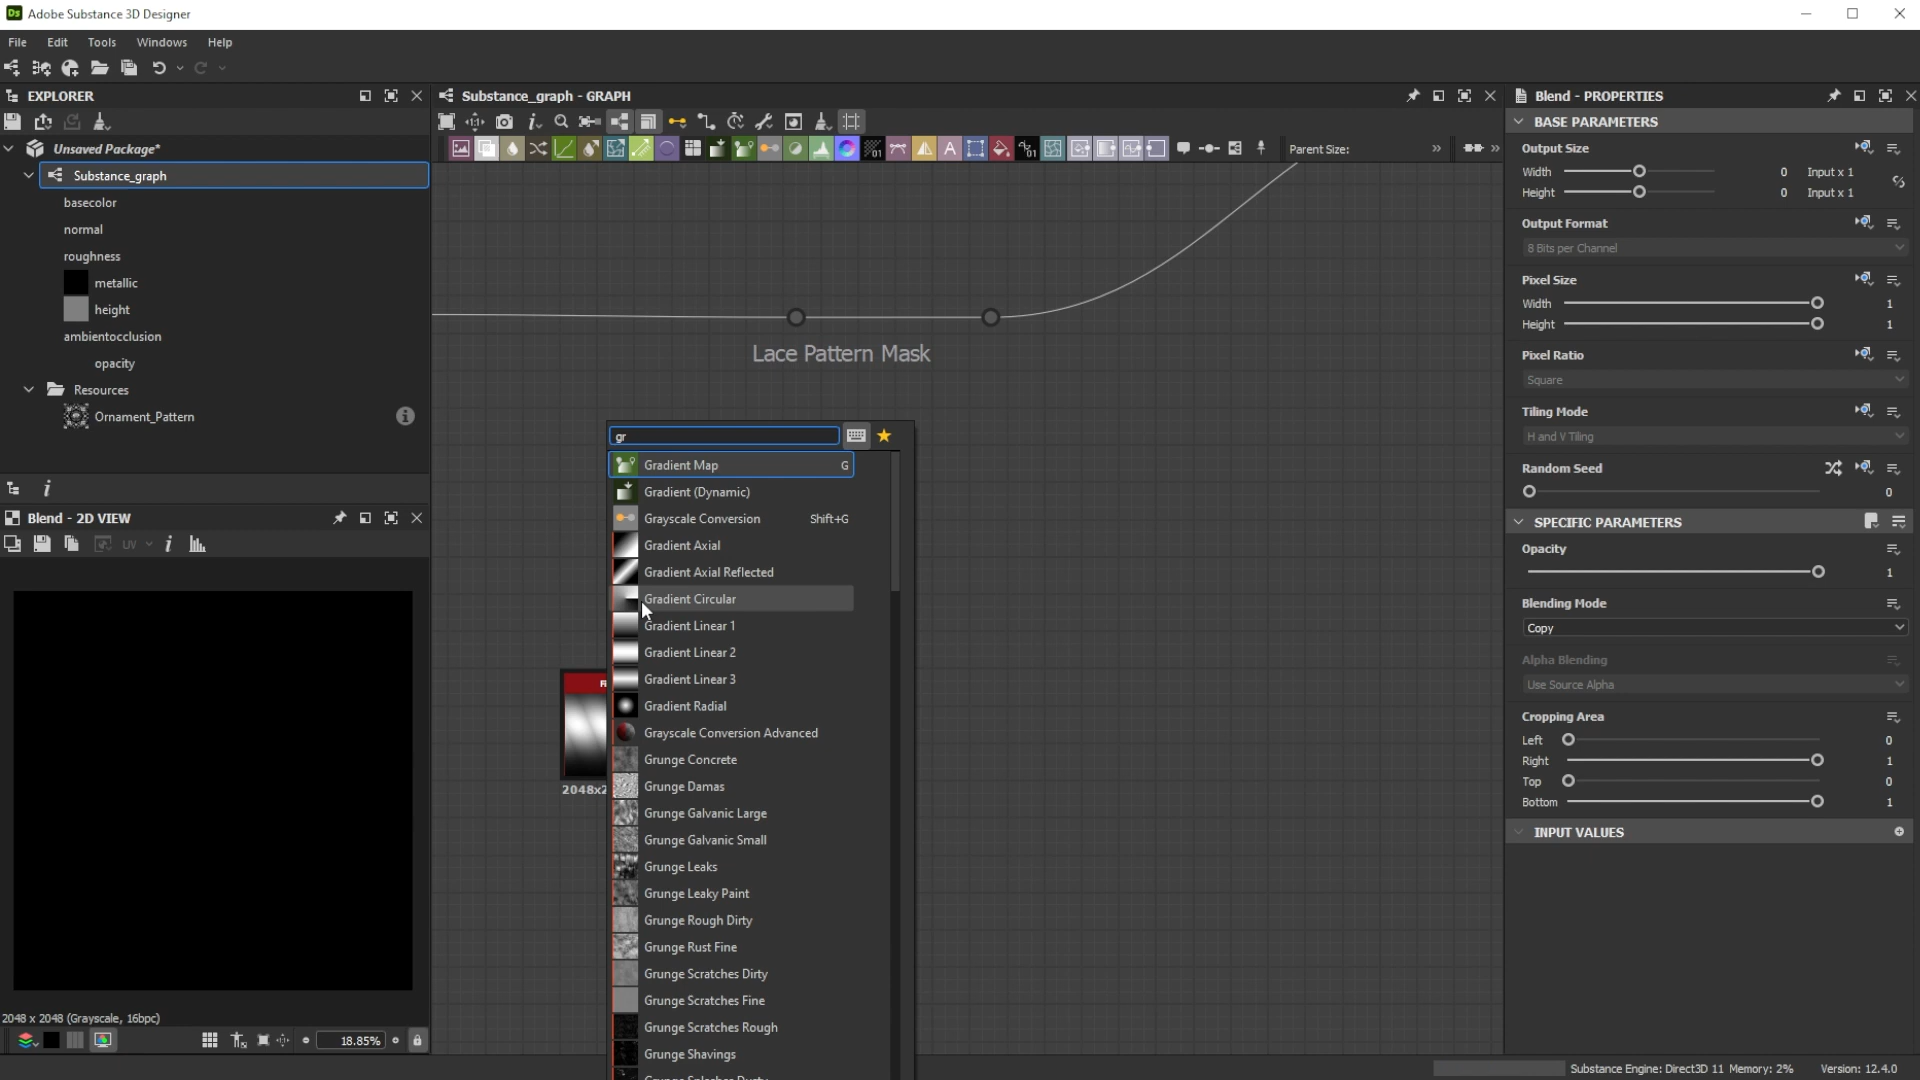 Ds Adobe Substance 3D Designer
File Edit Tools Windows Help
EXPLORER
Unsaved Package*
Substance_graph
basecolor
normal
roughness
metallic
height
ambientocclusion
opacity
Resources
Ornament_Pattern
Blend - 2D VIEW
UV
2048 x 2048 (Grayscale, 16bpc)
18.85%
Substance_graph - GRAPH
Parent Size:
Lace Pattern Mask
gr
Gradient Map G
Gradient (Dynamic)
Grayscale Conversion Shift+G
Gradient Axial
Gradient Axial Reflected
Gradient Circular
Gradient Linear 1
Gradient Linear 2
Gradient Linear 3
Gradient Radial
Grayscale Conversion Advanced
Grunge Concrete
Grunge Damas
Grunge Galvanic Large
Grunge Galvanic Small
Grunge Leaks
Grunge Leaky Paint
Grunge Rough Dirty
Grunge Rust Fine
Grunge Scratches Dirty
Grunge Scratches Fine
Grunge Scratches Rough
Grunge Shavings
2048x2
Blend - PROPERTIES
BASE PARAMETERS
Output Size
Width 0 Input x 1
Height 0 Input x 1
Output Format
8 Bits per Channel
Pixel Size
Width 1
Height 1
Pixel Ratio
Square
Tiling Mode
H and V Tiling
Random Seed
0
SPECIFIC PARAMETERS
Opacity
1
Blending Mode
Copy
Alpha Blending
Use Source Alpha
Cropping Area
Left 0
Right 1
Top 0
Bottom 1
INPUT VALUES
Substance Engine: Direct3D 11 Memory: 2% Version: 12.4.0